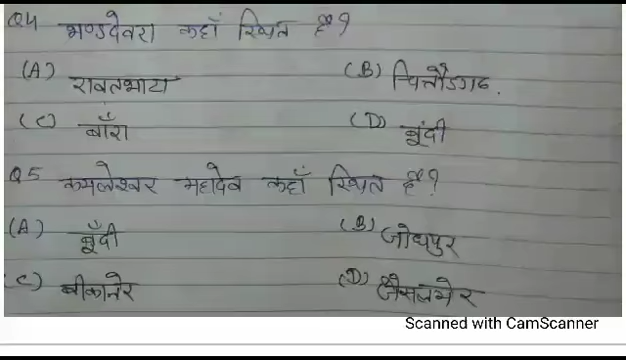 Q4 भण्डदेवरा कहाँ स्थित है?
(A) रावतभाटा (B) चित्तौडगढ.
(C) बाँरा (D) बूंदी
Q5 कमलेश्वर महादेव कहाँ स्थित है?
(A) बूँदी (B) जोधपुर
(C) बीकानेर (D) जैसलमेर
Scanned with CamScanner